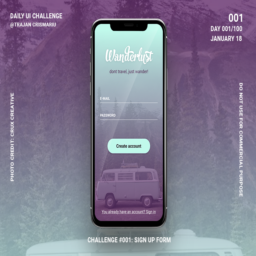 DAILY UI CHALLENGE
@TRAJAN CRISMARIU
001
DAY 001/100
JANUARY 18
Wanderlust
dont travel, just wander!
E-MAIL
PASSWORD
Create account
You already have an account? Sign in
PHOTO CREDIT: CRUX CREATIVE
DO NOT USE FOR COMMERCIAL PURPOSE
CHALLENGE #001: SIGN UP FORM